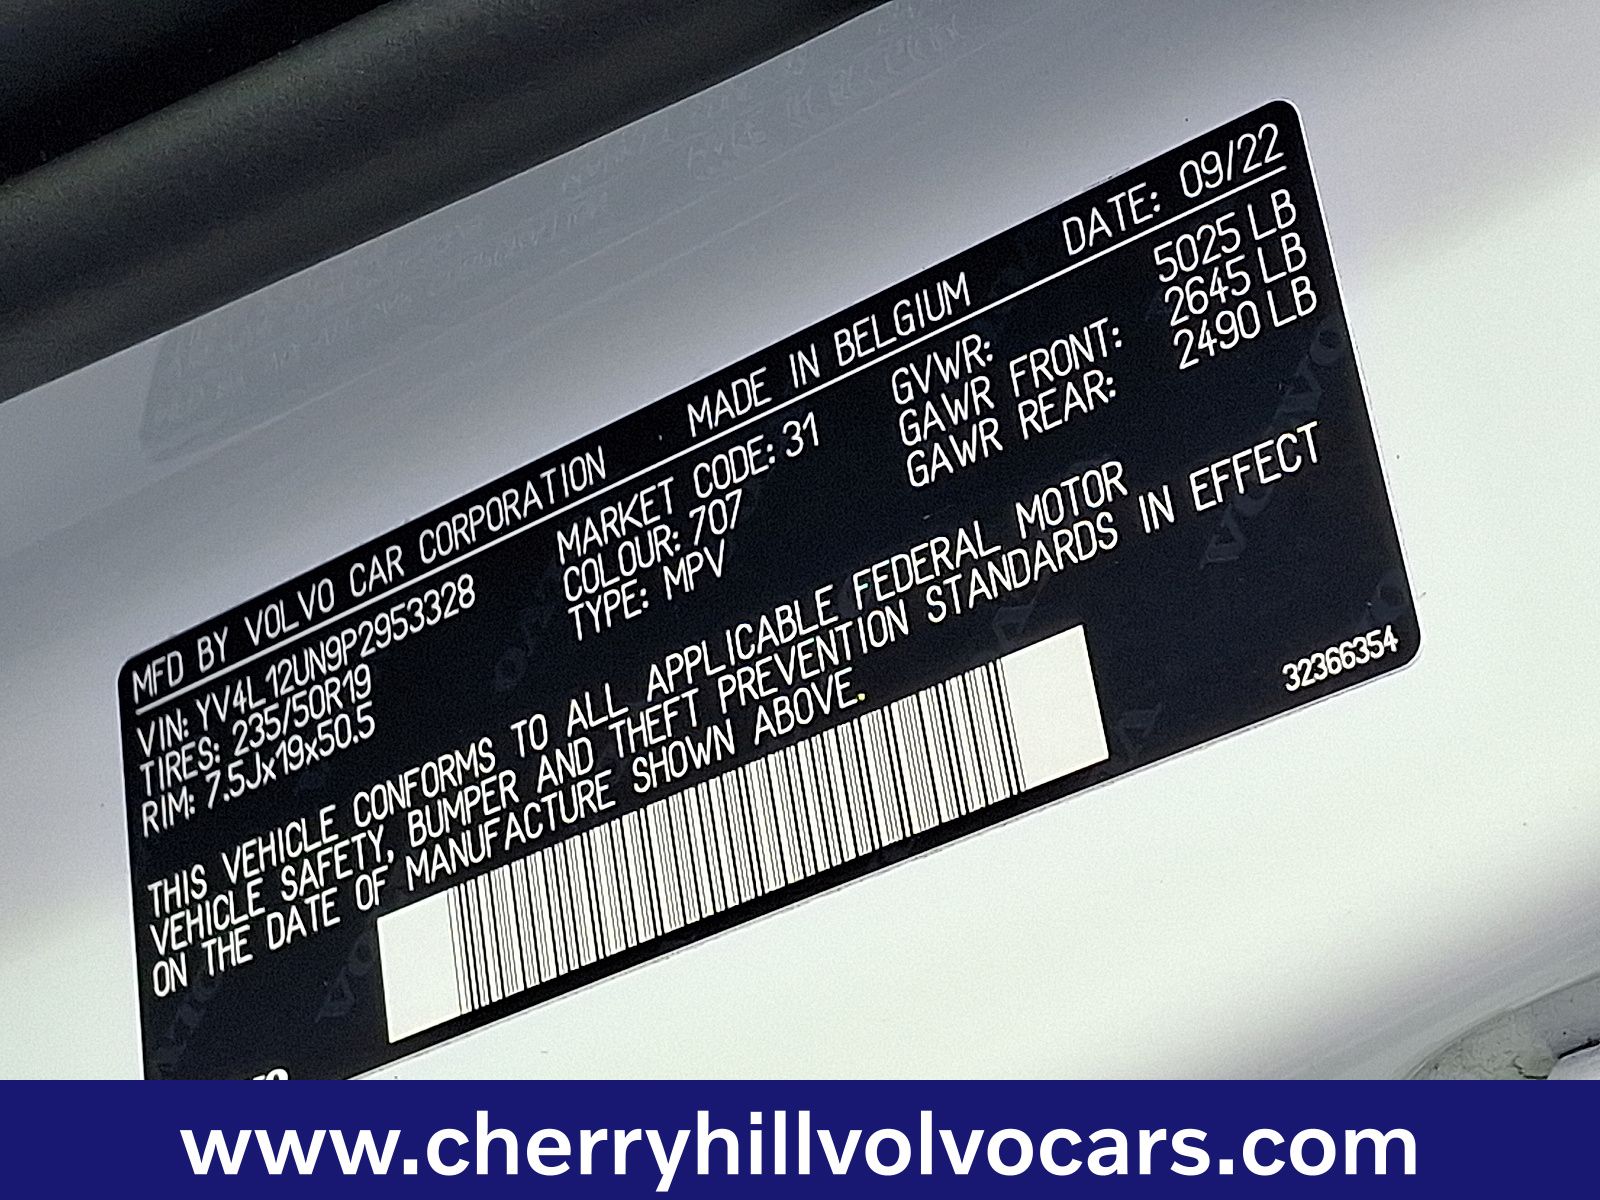 MFD BY VOLVO CAR CORPORATION MADE IN BELGIUM DATE: 09/22
VIN: YV4L12UN9P2953328 MARKET CODE: 31 GVWR: 5025 LB
TIRES: 235/50R19 COLOUR: 707 GAWR FRONT: 2645 LB
RIM: 7.5Jx19x50.5 TYPE: MPV GAWR REAR: 2490 LB
THIS VEHICLE CONFORMS TO ALL APPLICABLE FEDERAL MOTOR
VEHICLE SAFETY, BUMPER AND THEFT PREVENTION STANDARDS IN EFFECT
ON THE DATE OF MANUFACTURE SHOWN ABOVE.
32366354
www.cherryhillvolvocars.com